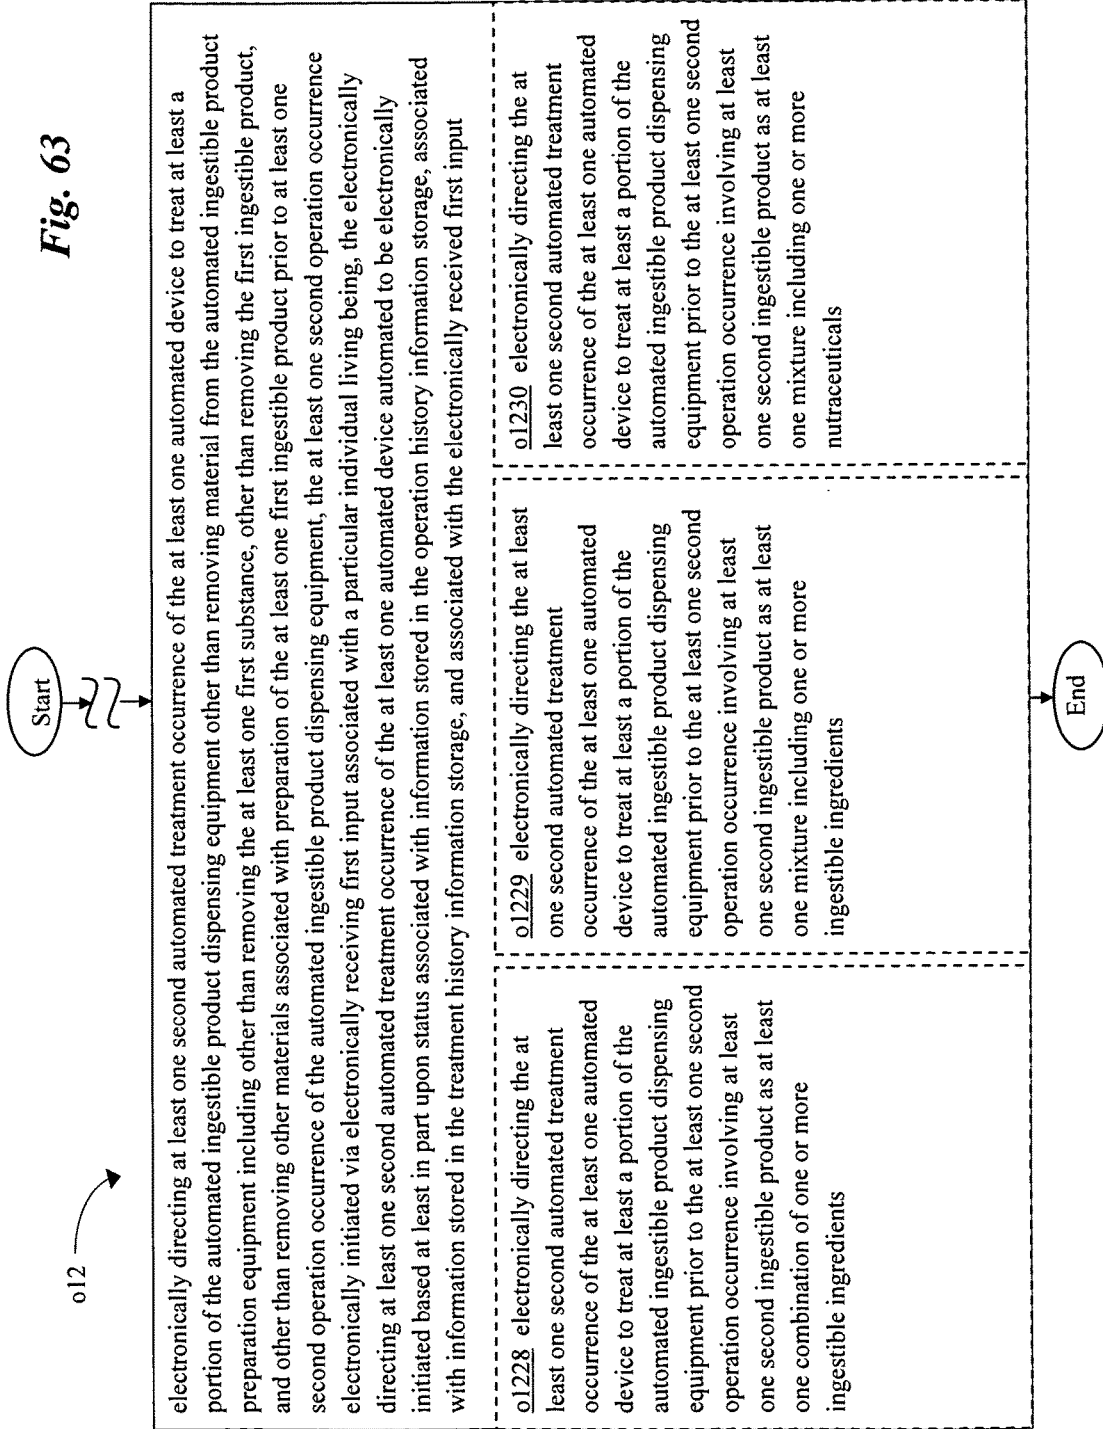 Fig. 63
Start
o12
electronically directing at least one second automated treatment occurrence of the at least one automated device to treat at least a
portion of the automated ingestible product dispensing equipment other than removing material from the automated ingestible product
preparation equipment including other than removing the at least one first substance, other than removing the first ingestible product,
and other than removing other materials associated with preparation of the at least one first ingestible product prior to at least one
second operation occurrence of the automated ingestible product dispensing equipment, the at least one second operation occurrence
electronically initiated via electronically receiving first input associated with a particular individual living being, the electronically
directing at least one second automated treatment occurrence of the at least one automated device automated to be electronically
initiated based at least in part upon status associated with information stored in the operation history information storage, associated
with information stored in the treatment history information storage, and associated with the electronically received first input
o1228 electronically directing the at
least one second automated treatment
occurrence of the at least one automated
device to treat at least a portion of the
automated ingestible product dispensing
equipment prior to the at least one second
operation occurrence involving at least
one second ingestible product as at least
one combination of one or more
ingestible ingredients
o1229 electronically directing the at least
one second automated treatment
occurrence of the at least one automated
device to treat at least a portion of the
automated ingestible product dispensing
equipment prior to the at least one second
operation occurrence involving at least
one second ingestible product as at least
one mixture including one or more
ingestible ingredients
o1230 electronically directing the at
least one second automated treatment
occurrence of the at least one automated
device to treat at least a portion of the
automated ingestible product dispensing
equipment prior to the at least one second
operation occurrence involving at least
one second ingestible product as at least
one mixture including one or more
nutraceuticals
End